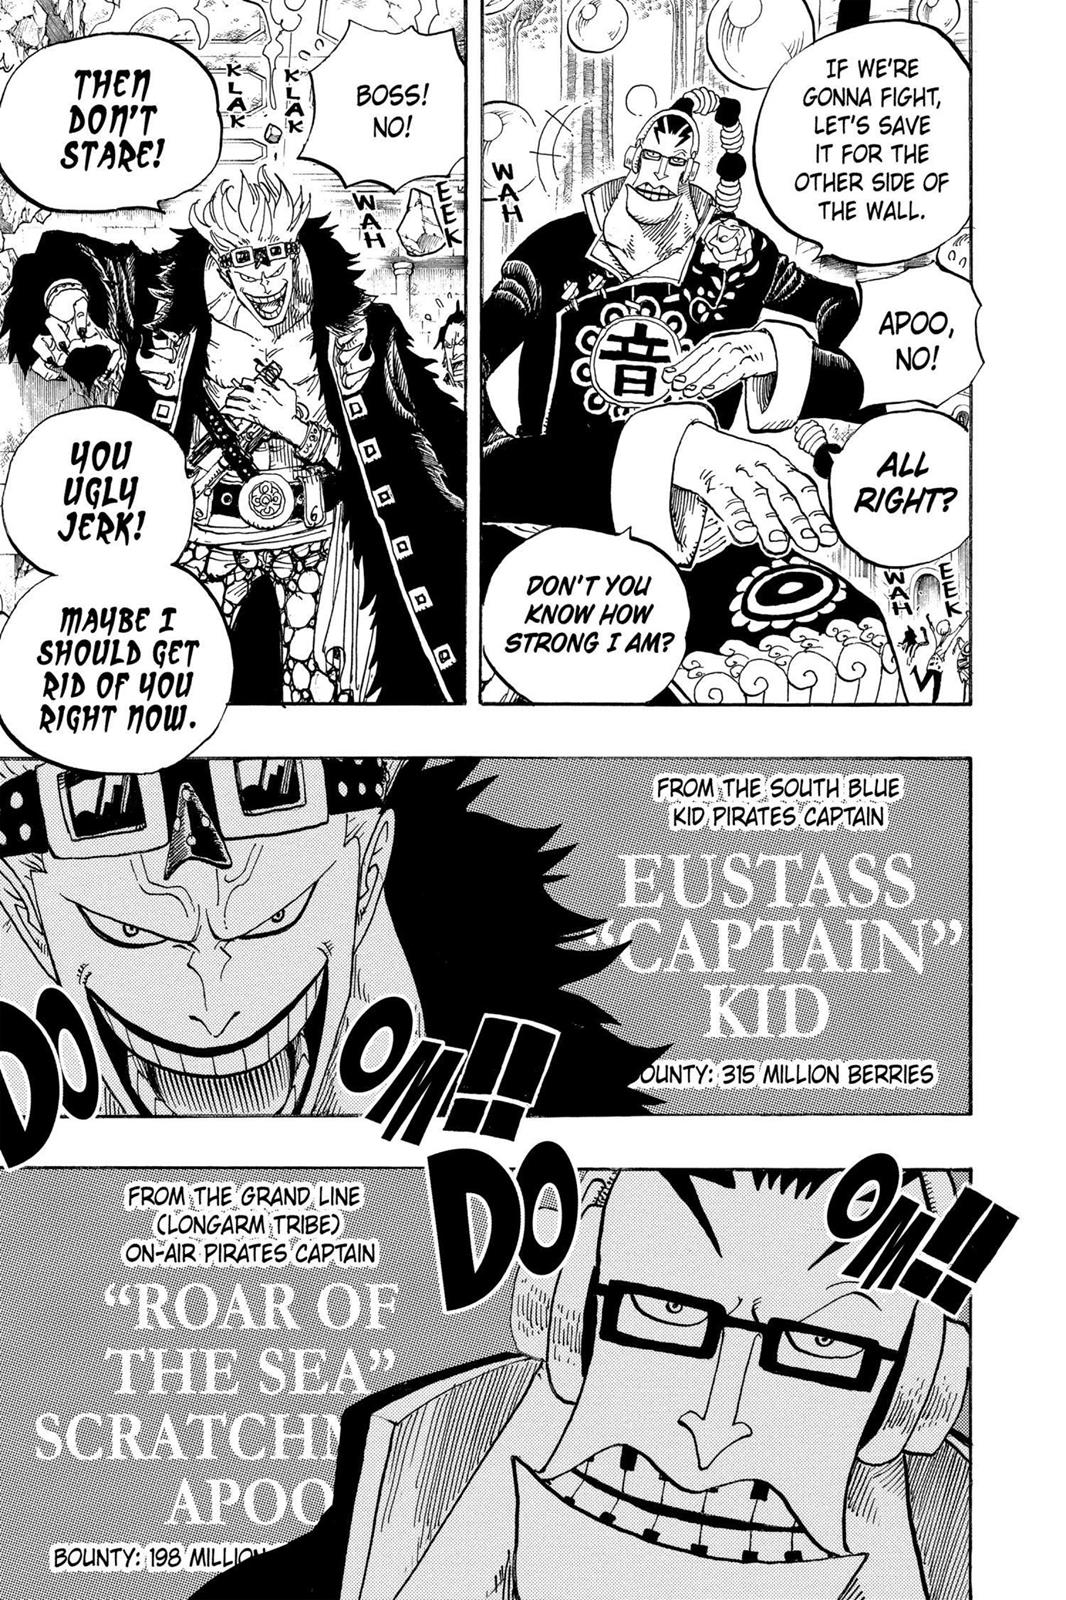 IF WE'RE
GONNA FIGHT,
LET'S SAVE
IT FOR THE
OTHER SIDE OF
THE WALL.
APOO,
NO!
ALL
RIGHT?
DON'T YOU
KNOW HOW
STRONG I AM?
WAH
音
EEK
WAH
BOSS!
NO!
KLAK
KLAK
EEK
WAH
THEN
DON'T
STARE!
YOU
UGLY
JERK!
MAYBE I
SHOULD GET
RID OF YOU
RIGHT NOW.
FROM THE SOUTH BLUE
KID PIRATES CAPTAIN
EUSTASS
"CAPTAIN"
KID
BOUNTY: 315 MILLION BERRIES
DO
OM!!
DO
OM!!
FROM THE GRAND LINE
(LONGARM TRIBE)
ON-AIR PIRATES CAPTAIN
"ROAR OF
THE SEA"
SCRATCHM
APOO
BOUNTY: 198 MILLION